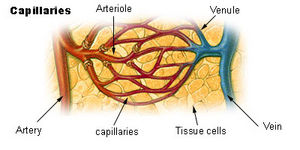 Capillaries
Arteriole
Venule
Artery
capillaries
Tissue cells
Vein